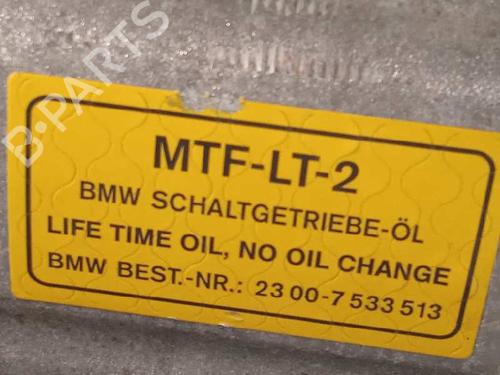 B-PARTS
MTF-LT-2
BMW SCHALTGETRIEBE-ÖL
LIFE TIME OIL, NO OIL CHANGE
BMW BEST.-NR.: 23 00-7 533 513